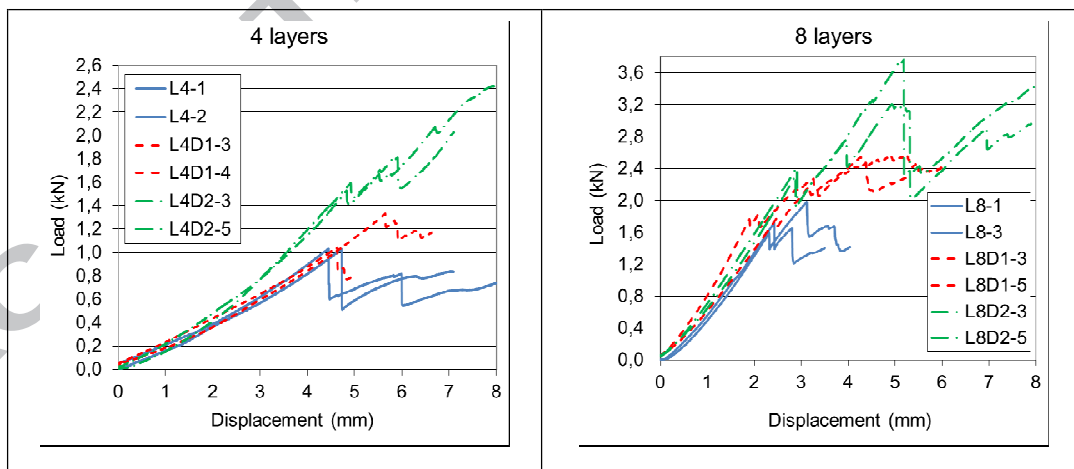 4 layers
2,6
2,4
2,2
2,0
1,8
1,6
1,4
1,2
1,0
0,8
0,6
0,4
0,2
0,0
Load (kN)
L4-1
L4-2
L4D1-3
L4D1-4
L4D2-3
L4D2-5
0 1 2 3 4 5 6 7 8
Displacement (mm)
8 layers
3,6
3,2
2,8
2,4
2,0
1,6
1,2
0,8
0,4
0,0
Load (kN)
L8-1
L8-3
L8D1-3
L8D1-5
L8D2-3
L8D2-5
0 1 2 3 4 5 6 7 8
Displacement (mm)